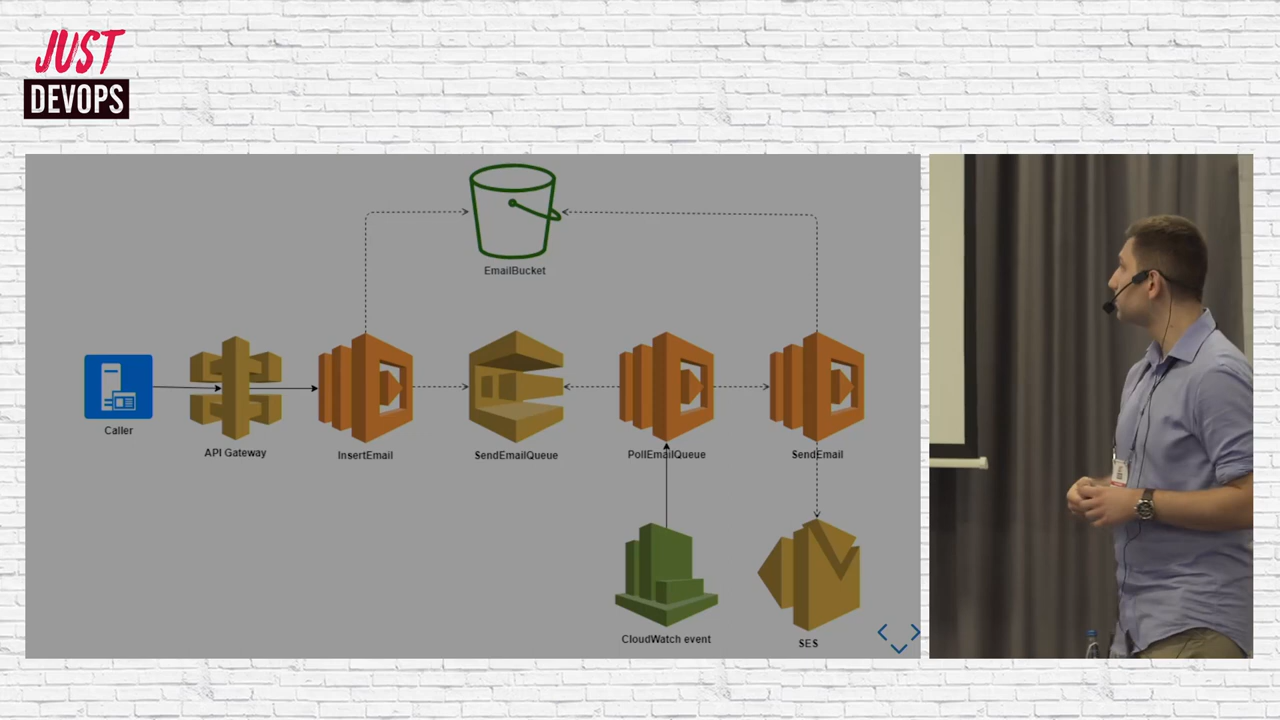 JUST
DEVOPS
EmailBucket
Caller
API Gateway
InsertEmail
SendEmailQueue
PollEmailQueue
SendEmail
CloudWatch event
SES